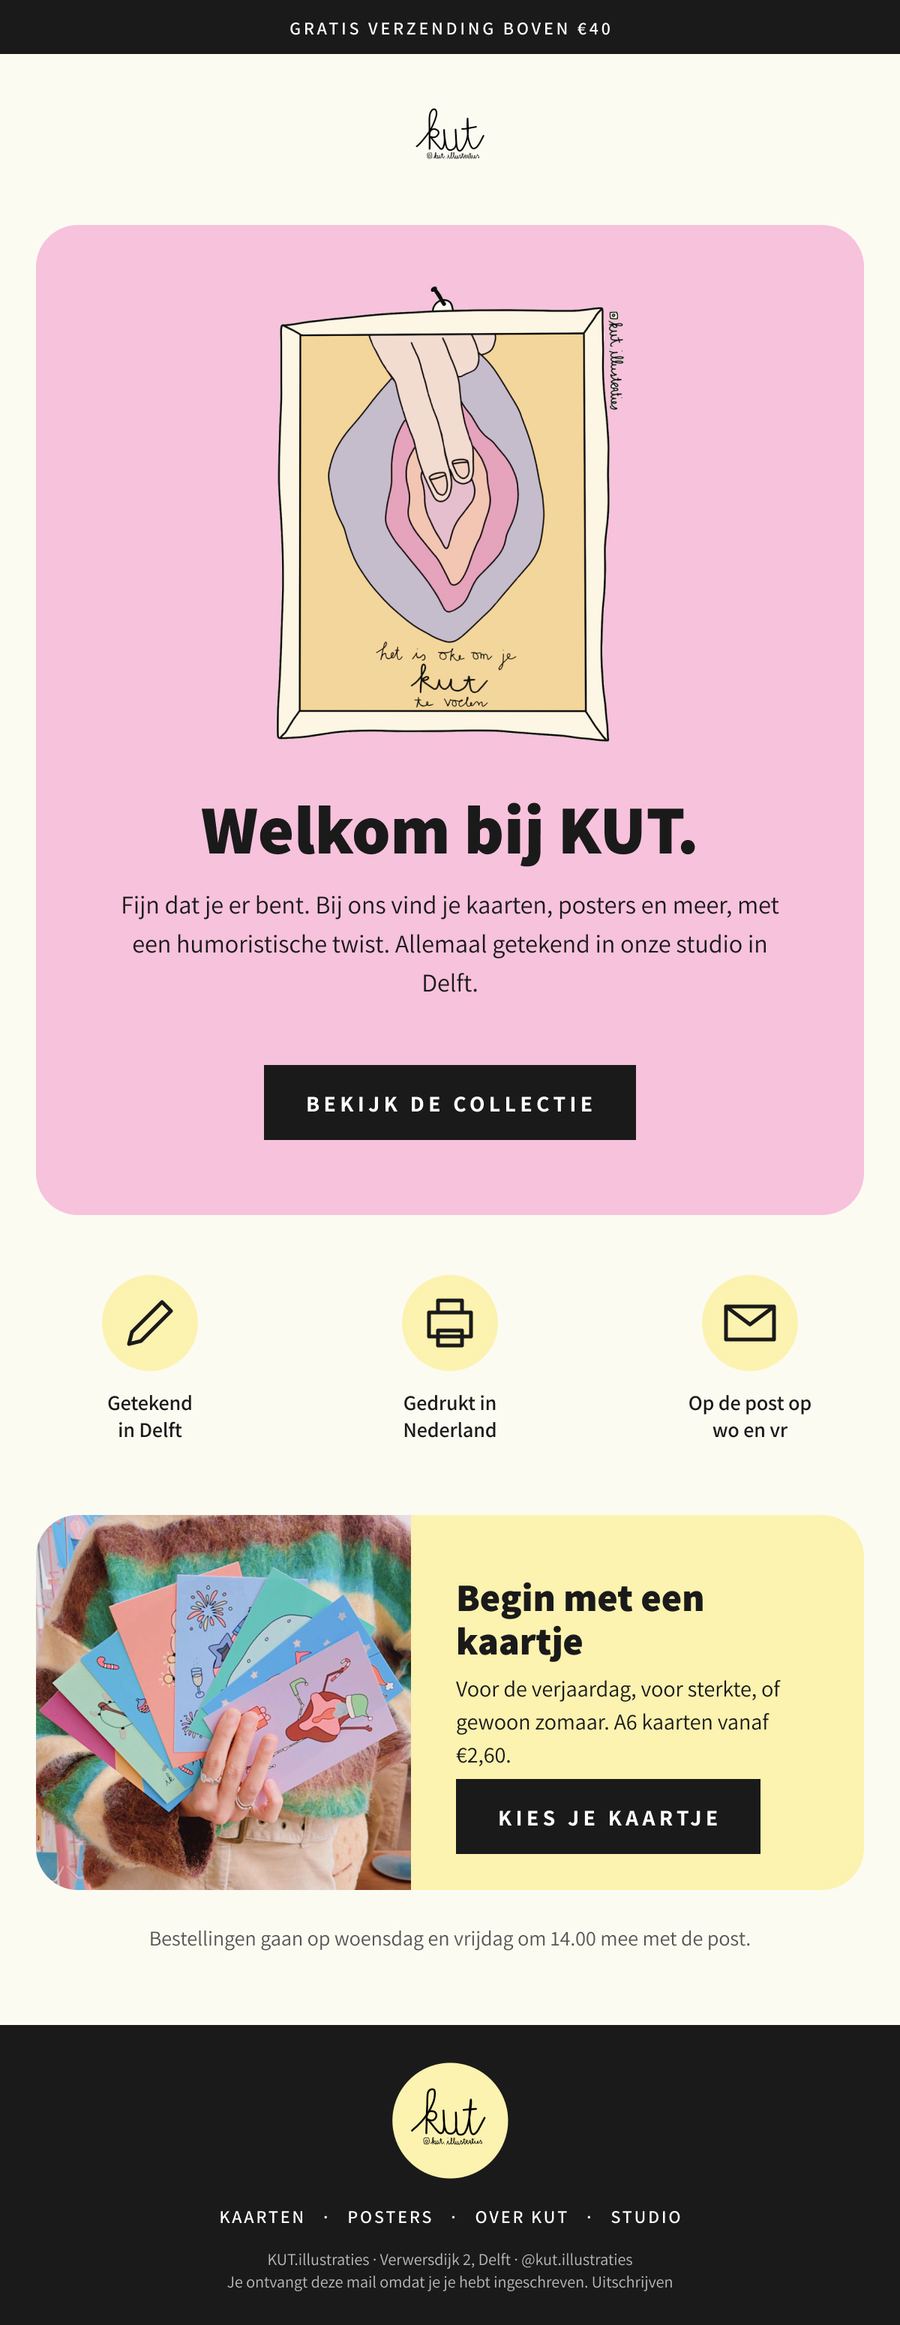 GRATIS VERZENDING BOVEN €40
kut
@kut.illustraties
@kut.illustraties
het is oke om je
kut
te voelen
Welkom bij KUT.
Fijn dat je er bent. Bij ons vind je kaarten, posters en meer, met
een humoristische twist. Allemaal getekend in onze studio in
Delft.
BEKIJK DE COLLECTIE
Getekend
in Delft
Gedrukt in
Nederland
Op de post op
wo en vr
Begin met een
kaartje
Voor de verjaardag, voor sterkte, of
gewoon zomaar. A6 kaarten vanaf
€2,60.
KIES JE KAARTJE
Bestellingen gaan op woensdag en vrijdag om 14.00 mee met de post.
kut
@kut.illustraties
KAARTEN · POSTERS · OVER KUT · STUDIO
KUT.illustraties · Verwersdijk 2, Delft · @kut.illustraties
Je ontvangt deze mail omdat je je hebt ingeschreven. Uitschrijven